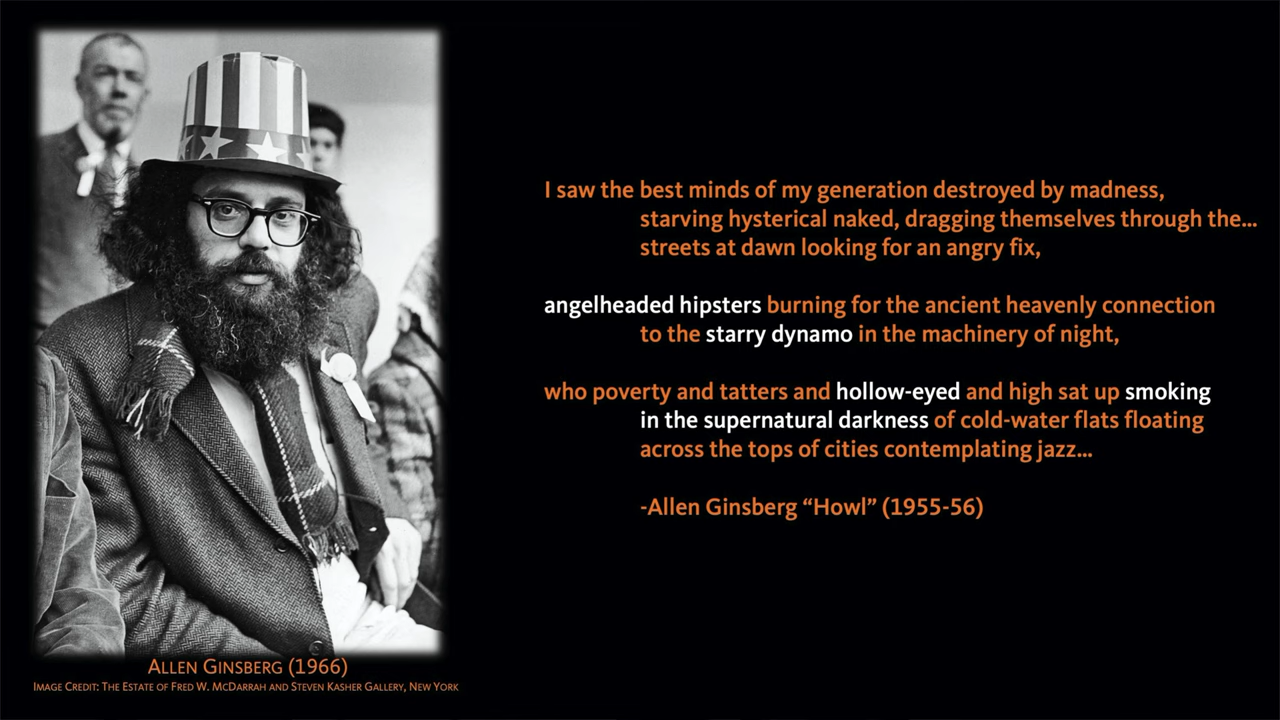 I saw the best minds of my generation destroyed by madness,
starving hysterical naked, dragging themselves through the...
streets at dawn looking for an angry fix,
angelheaded hipsters burning for the ancient heavenly connection
to the starry dynamo in the machinery of night,
who poverty and tatters and hollow-eyed and high sat up smoking
in the supernatural darkness of cold-water flats floating
across the tops of cities contemplating jazz...
-Allen Ginsberg “Howl” (1955-56)
Allen Ginsberg (1966)
Image Credit: The Estate of Fred W. McDarrah and Steven Kasher Gallery, New York